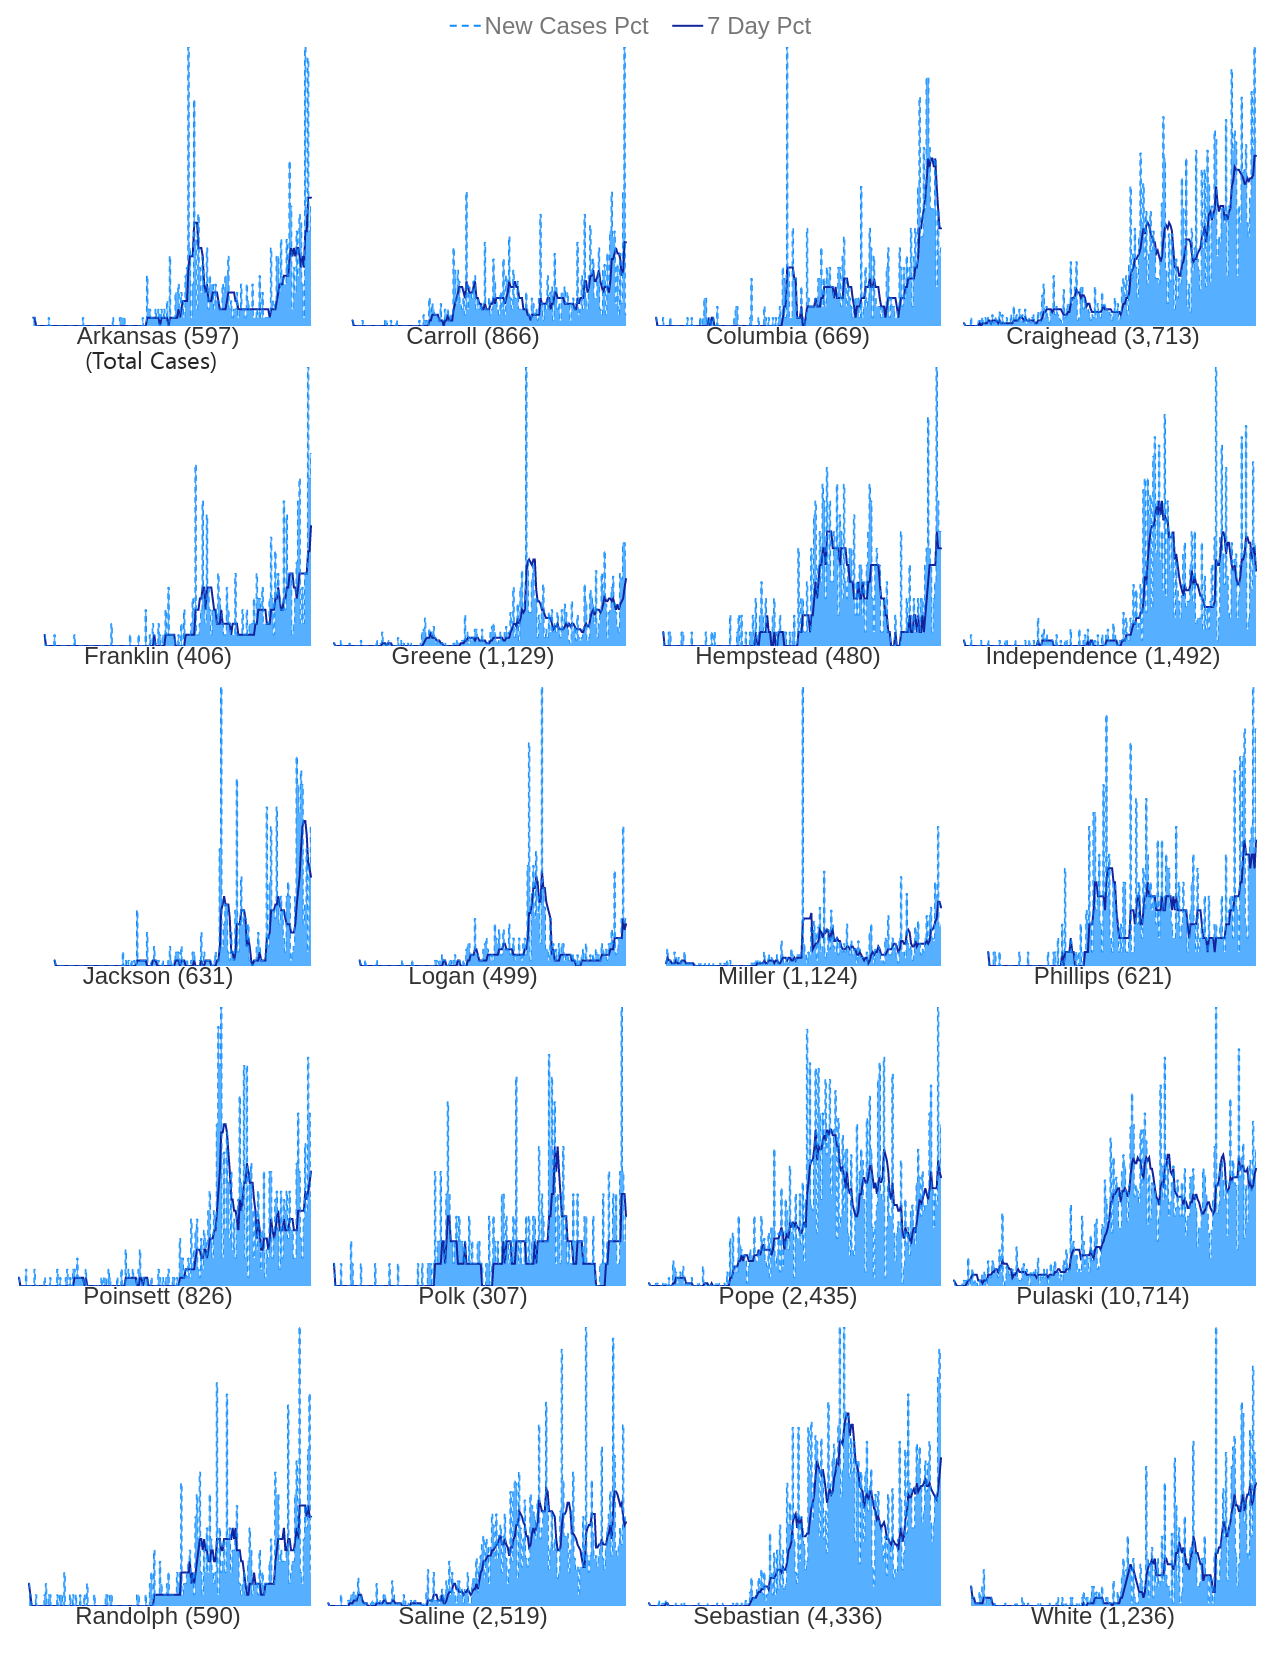 New Cases Pct 7 Day Pct
Arkansas (597) Carroll (866) Columbia (669) Craighead (3,713)
(Total Cases)
Franklin (406) Greene (1,129) Hempstead (480) Independence (1,492)
Jackson (631) Logan (499) Miller (1,124) Phillips (621)
Poinsett (826) Polk (307) Pope (2,435) Pulaski (10,714)
Randolph (590) Saline (2,519) Sebastian (4,336) White (1,236)